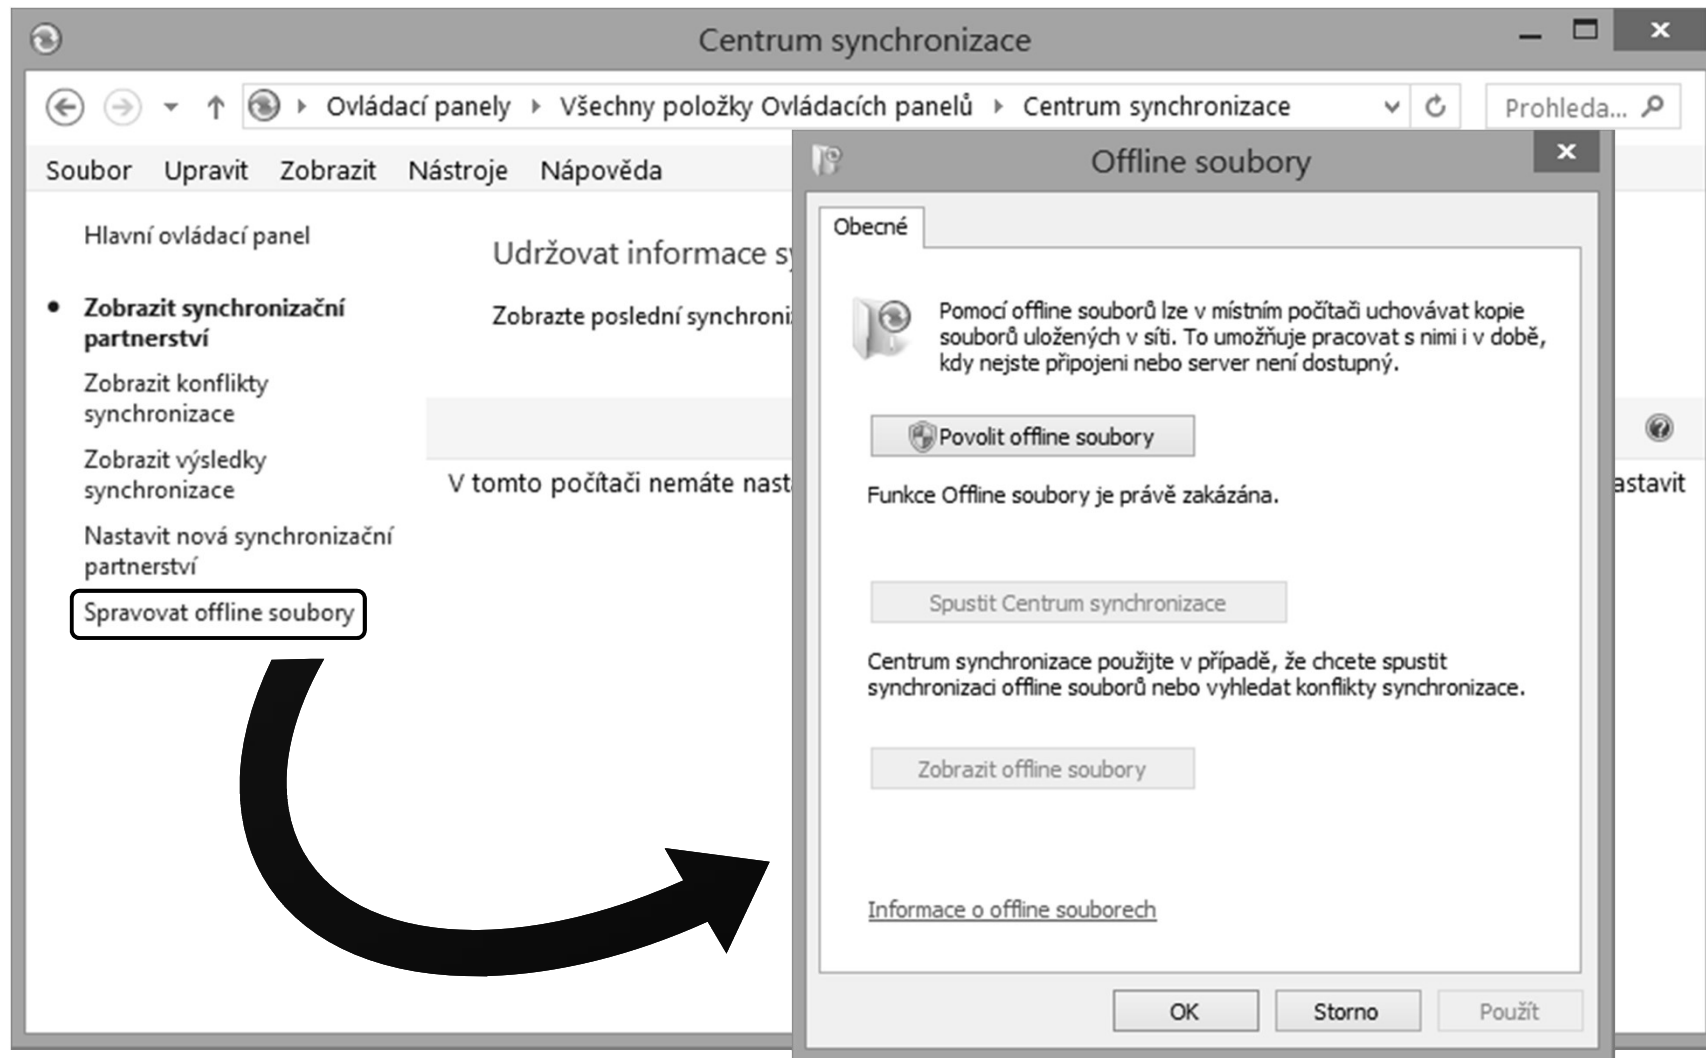 Centrum synchronizace
Ovládací panely Všechny položky Ovládacích panelů Centrum synchronizace
Prohleda...
Soubor Upravit Zobrazit Nástroje Nápověda
Hlavní ovládací panel
Zobrazit synchronizační
partnerství
Zobrazit konflikty
synchronizace
Zobrazit výsledky
synchronizace
Nastavit nová synchronizační
partnerství
Spravovat offline soubory
Udržovat informace
Zobrazte poslední
V tomto počítači nemáte
Offline soubory
Obecné
Pomocí offline souborů lze v místním počítači uchovávat kopie
souborů uložených v síti. To umožňuje pracovat s nimi i v době,
kdy nejste připojeni nebo server není dostupný.
Povolit offline soubory
Funkce Offline soubory je právě zakázána.
Spustit Centrum synchronizace
Centrum synchronizace použijte v případě, že chcete spustit
synchronizaci offline souborů nebo vyhledat konflikty synchronizace.
Zobrazit offline soubory
Informace o offline souborech
OK Storno Použít